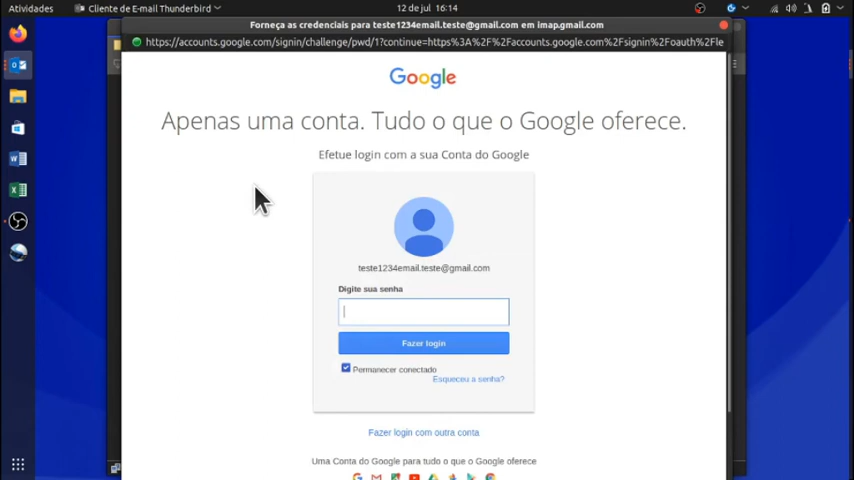 Atividades
Cliente de E-mail Thunderbird
12 de jul 16:14
Forneça as credenciais para teste1234email.teste@gmail.com em imap.gmail.com
https://accounts.google.com/signin/challenge/pwd/1?continue=https%3A%2F%2Faccounts.google.com%2Fsignin%2Foauth%2Fle
Google
Apenas uma conta. Tudo o que o Google oferece.
Efetue login com a sua Conta do Google
teste1234email.teste@gmail.com
Digite sua senha
Fazer login
Permanecer conectado
Esqueceu a senha?
Fazer login com outra conta
Uma Conta do Google para tudo o que o Google oferece